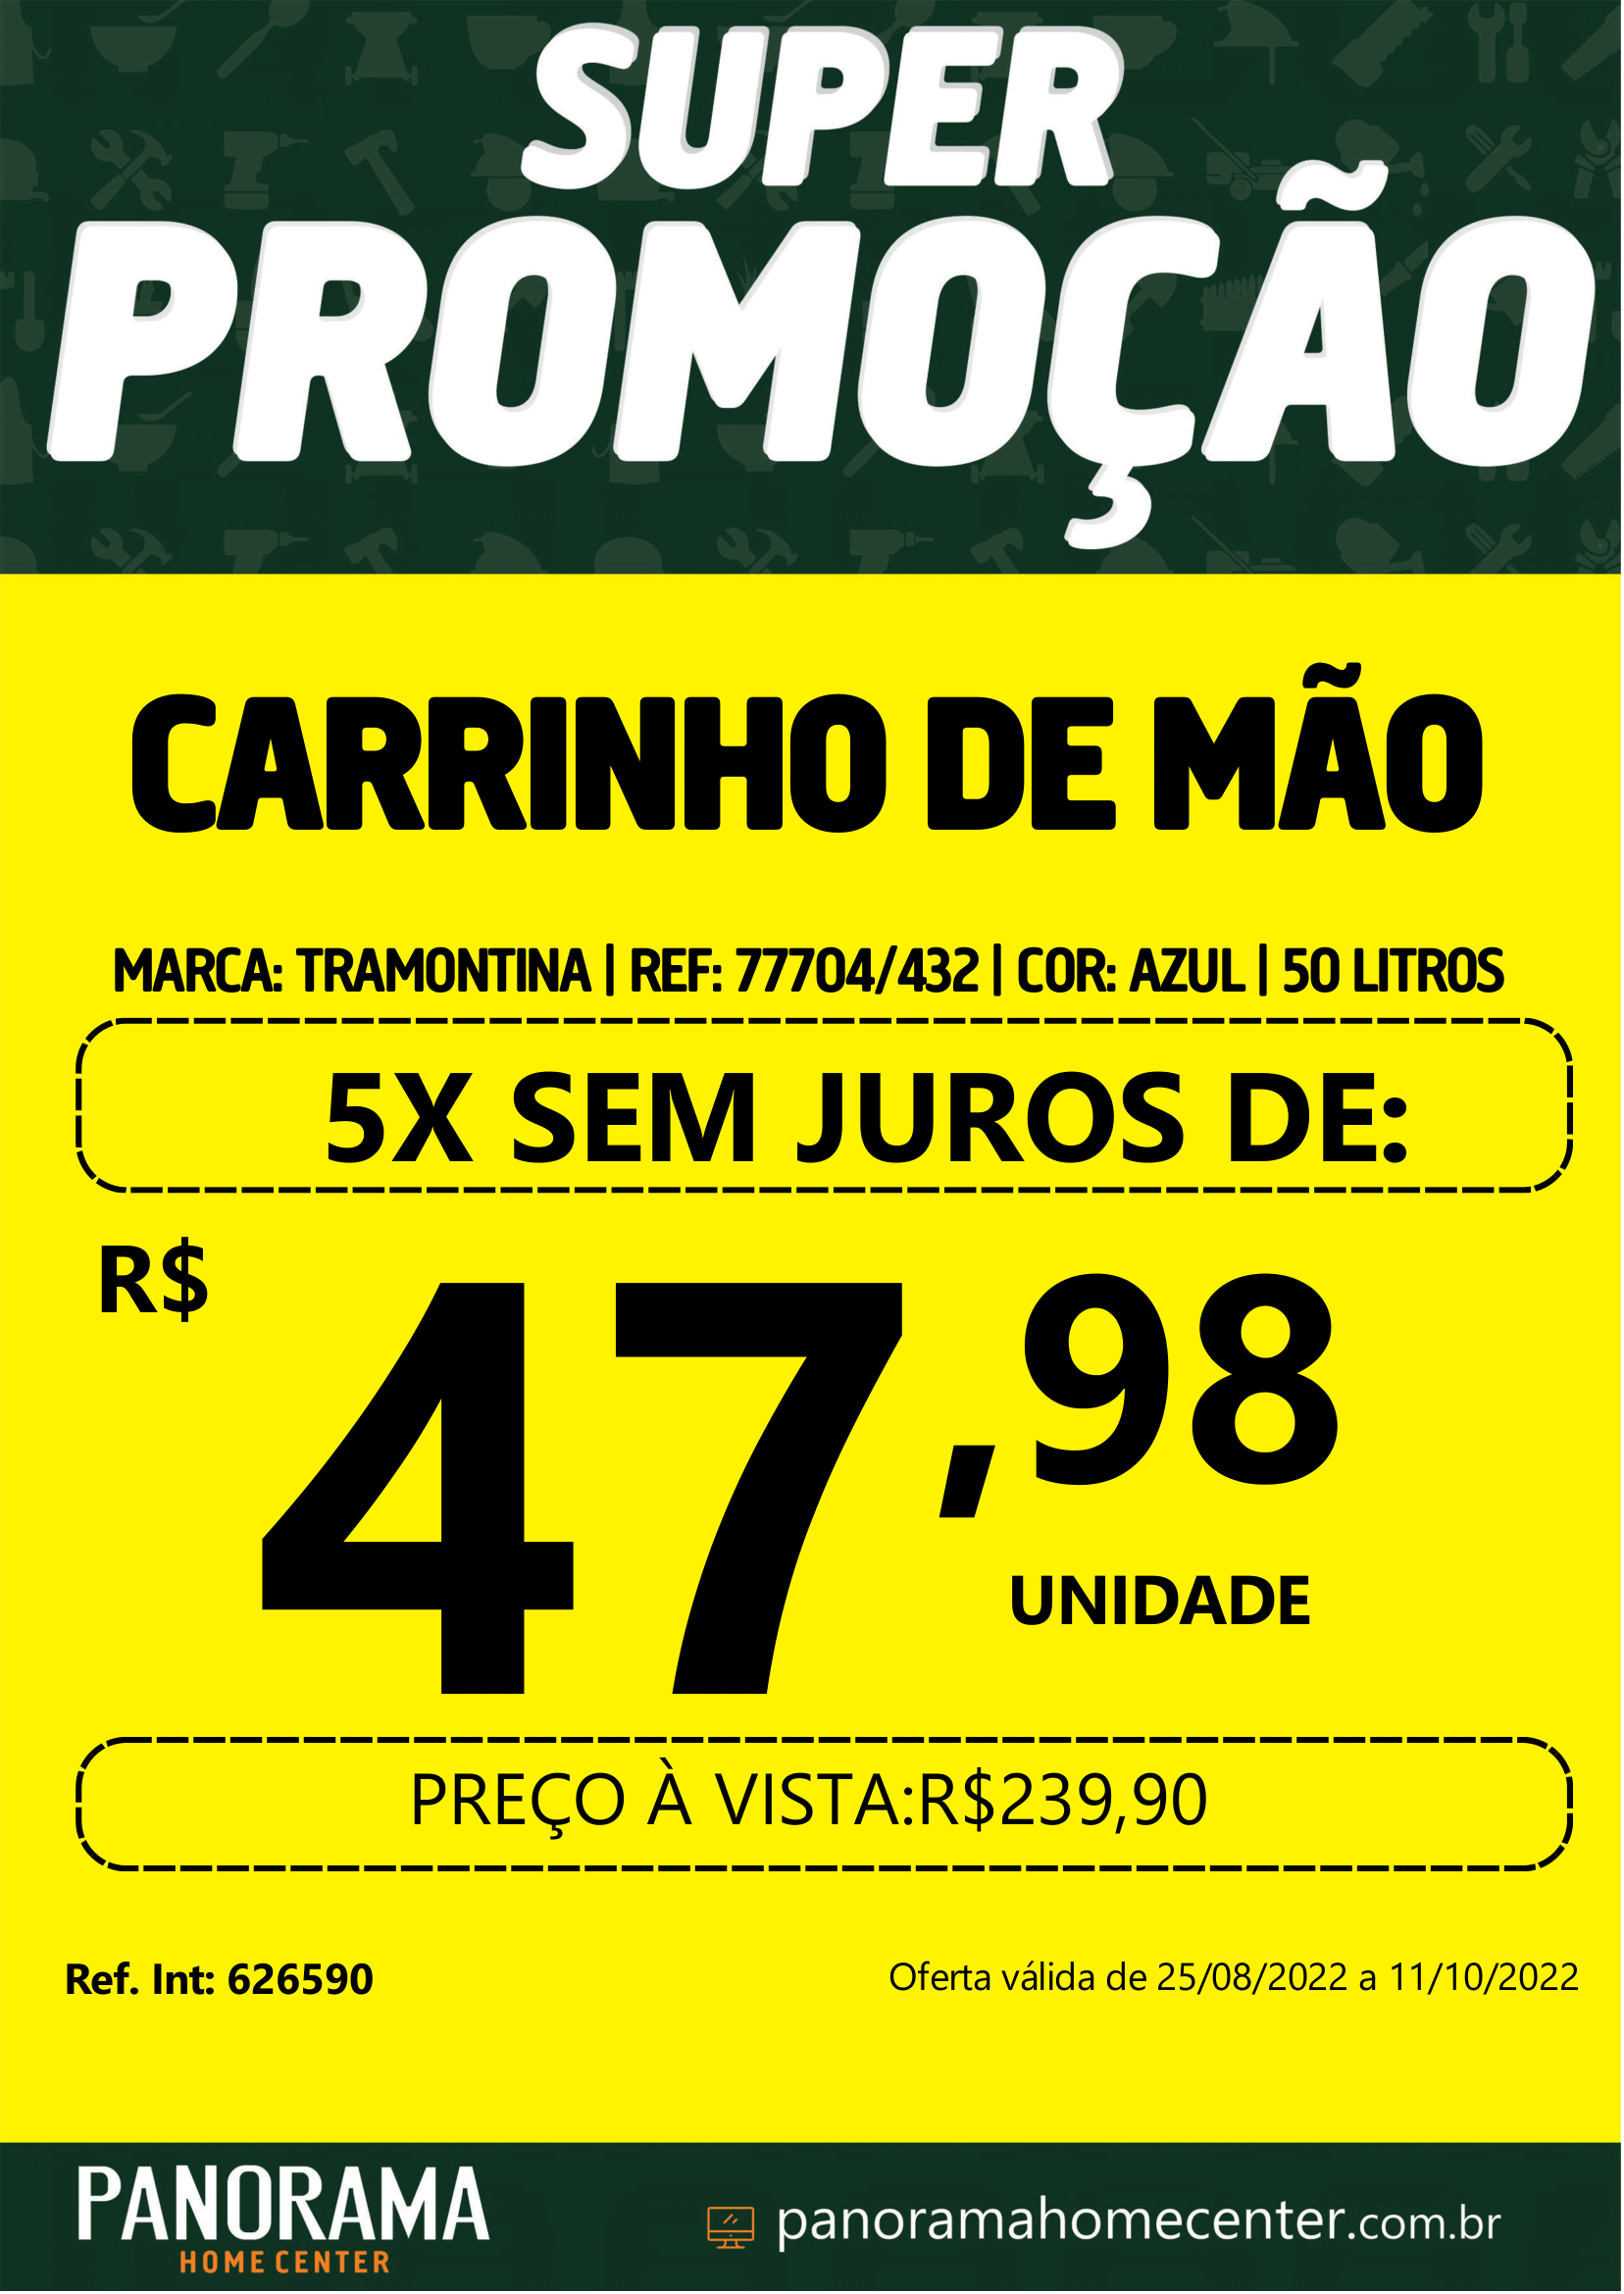 SUPER
PROMOÇÃO
CARRINHO DE MÃO
MARCA: TRAMONTINA | REF: 77704/432 | COR: AZUL | 50 LITROS
5X SEM JUROS DE:
R$
47,98
UNIDADE
PREÇO À VISTA:R$239,90
Ref. Int: 626590
Oferta válida de 25/08/2022 a 11/10/2022
PANORAMA
HOME CENTER
panoramahomecenter.com.br